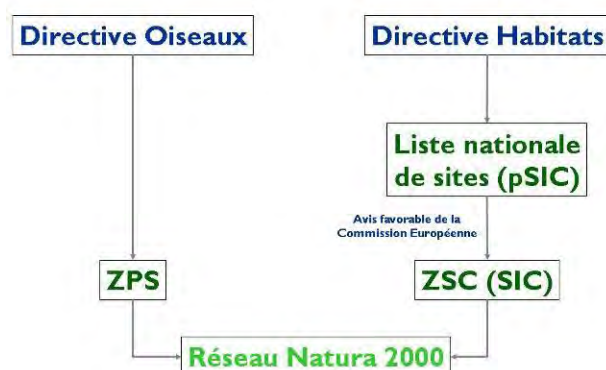 Directive Oiseaux
Directive Habitats
Liste nationale
de sites (pSIC)
Avis favorable de la
Commission Européenne
ZPS
ZSC (SIC)
Réseau Natura 2000